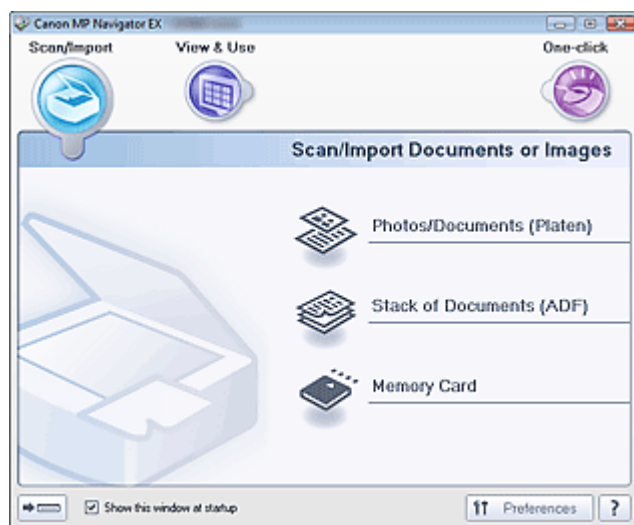 Canon MP Navigator EX
Scan/Import
View & Use
One-click
Scan/Import Documents or Images
Photos/Documents (Platen)
Stack of Documents (ADF)
Memory Card
Show this window at startup
Preferences
?